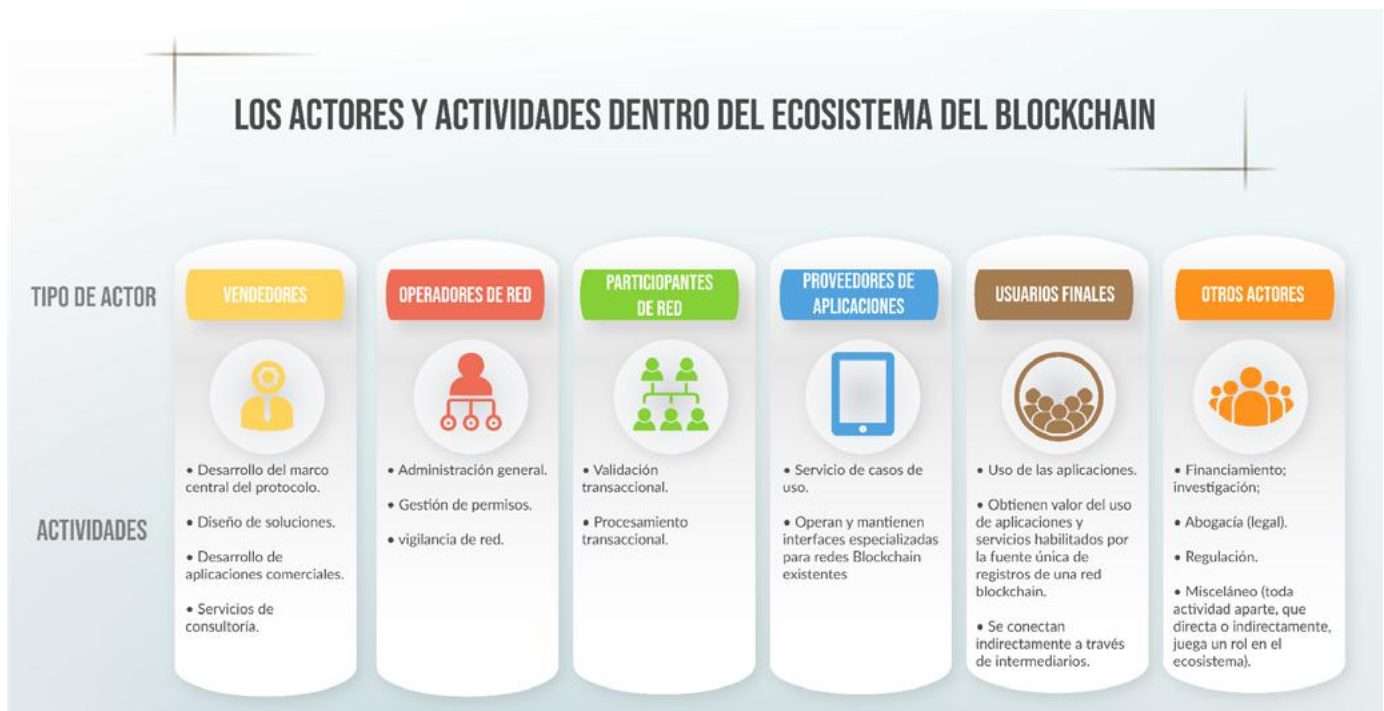 LOS ACTORES Y ACTIVIDADES DENTRO DEL ECOSISTEMA DEL BLOCKCHAIN
TIPO DE ACTOR
VENDEDORES
OPERADORES DE RED
PARTICIOPANTES
DE RED
PROVEEDORES DE
APLICACIONES
USUARIOS FINALES
OTROS ACTORES
ACTIVIDADES
• Desarrollo del marco
central del protocolo.
• Diseño de soluciones.
• Desarrollo de
aplicaciones comerciales.
• Servicios de
consultoría.
• Administración general.
• Gestión de permisos.
• vigilancia de red.
• Validación
transaccional.
• Procesamiento
transaccional.
• Servicio de casos de
uso.
• Operan y mantienen
interfaces especializadas
para redes Blockchain
existentes
• Uso de las aplicaciones.
• Obtienen valor del uso
de aplicaciones y
servicios habilitados por
la fuente única de
registros de una red
blockchain.
• Se conectan
indirectamente a través
de intermediarios.
• Financiamiento;
investigación;
• Abogacía (legal).
• Regulación.
• Misceláneo (toda
actividad aparte, que
directa o indirectamente,
juega un rol en el
ecosistema).